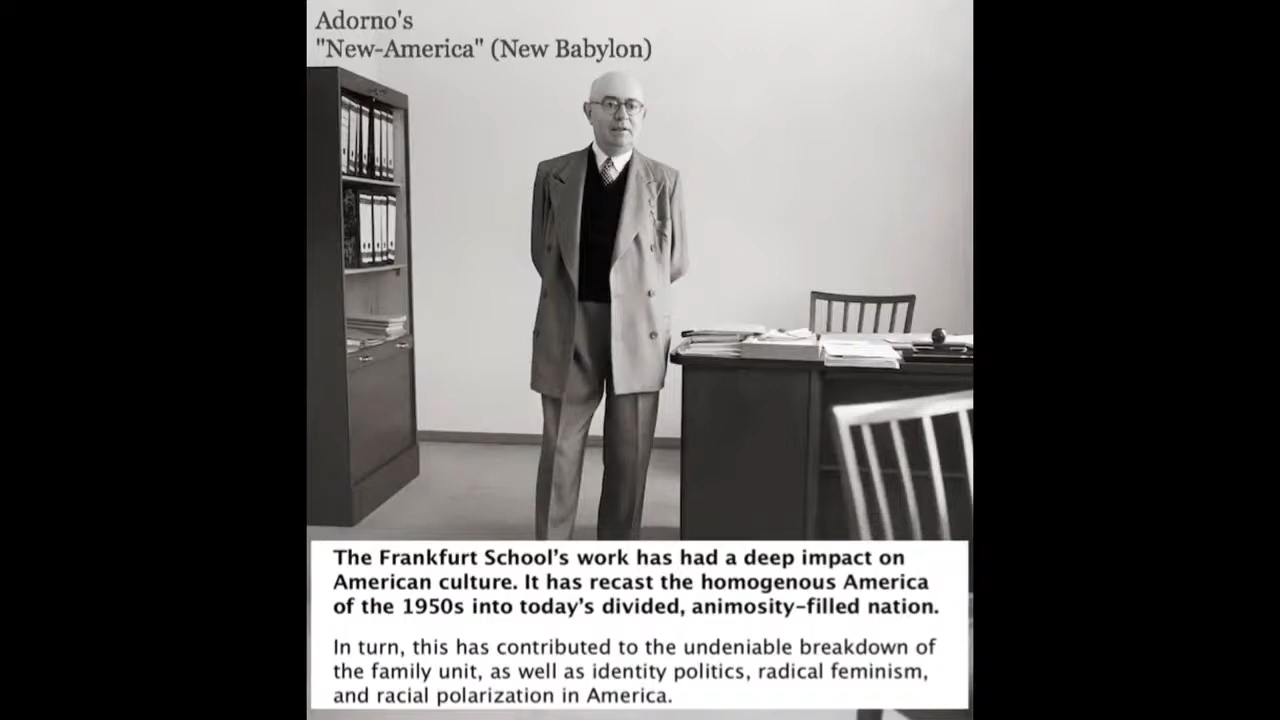 Adorno's
"New-America" (New Babylon)
The Frankfurt School's work has had a deep impact on
American culture. It has recast the homogenous America
of the 1950s into today's divided, animosity-filled nation.
In turn, this has contributed to the undeniable breakdown of
the family unit, as well as identity politics, radical feminism,
and racial polarization in America.